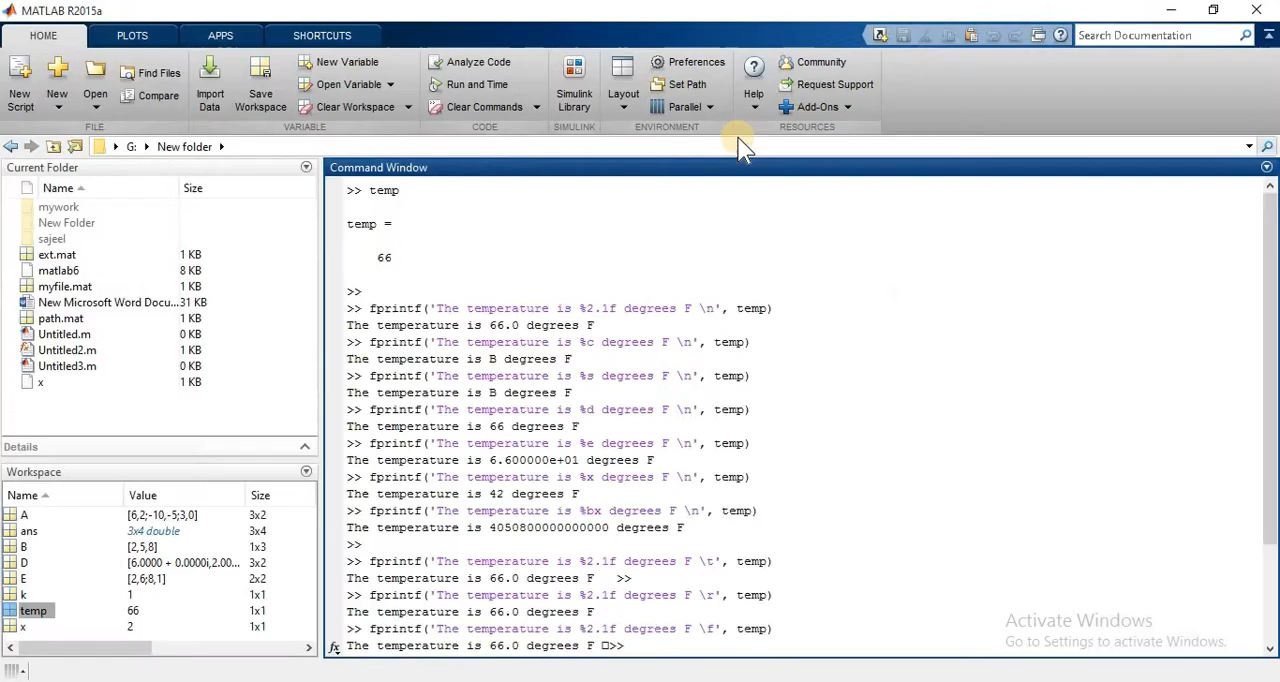 MATLAB R2015a
HOME PLOTS APPS SHORTCUTS Search Documentation
New Script New Open Find Files Compare FILE
Import Data Save Workspace New Variable Open Variable Clear Workspace VARIABLE
Analyze Code Run and Time Clear Commands CODE
Simulink Library SIMULINK
Layout Preferences Set Path Parallel ENVIRONMENT
Help Community Request Support Add-Ons RESOURCES
G: New folder
Current Folder
Name Size
mywork
New Folder
sajeel
ext.mat 1 KB
matlab6 8 KB
myfile.mat 1 KB
New Microsoft Word Docu... 31 KB
path.mat 1 KB
Untitled.m 0 KB
Untitled2.m 1 KB
Untitled3.m 0 KB
x 1 KB
Details
Workspace
Name Value Size
A [6,2;-10,-5;3,0] 3x2
ans 3x4 double 3x4
B [2,5,8] 1x3
D [6.0000 + 0.0000i,2.00... 3x2
E [2,6;8,1] 2x2
k 1 1x1
temp 66 1x1
x 2 1x1
Command Window
>> temp
temp =
66
>>
>> fprintf('The temperature is %2.1f degrees F \n', temp)
The temperature is 66.0 degrees F
>> fprintf('The temperature is %c degrees F \n', temp)
The temperature is B degrees F
>> fprintf('The temperature is %s degrees F \n', temp)
The temperature is B degrees F
>> fprintf('The temperature is %d degrees F \n', temp)
The temperature is 66 degrees F
>> fprintf('The temperature is %e degrees F \n', temp)
The temperature is 6.600000e+01 degrees F
>> fprintf('The temperature is %x degrees F \n', temp)
The temperature is 42 degrees F
>> fprintf('The temperature is %bx degrees F \n', temp)
The temperature is 4050800000000000 degrees F
>>
>> fprintf('The temperature is %2.1f degrees F \t', temp)
The temperature is 66.0 degrees F >>
>> fprintf('The temperature is %2.1f degrees F \r', temp)
The temperature is 66.0 degrees F
>> fprintf('The temperature is %2.1f degrees F \f', temp)
fx The temperature is 66.0 degrees F □>>
Activate Windows
Go to Settings to activate Windows.